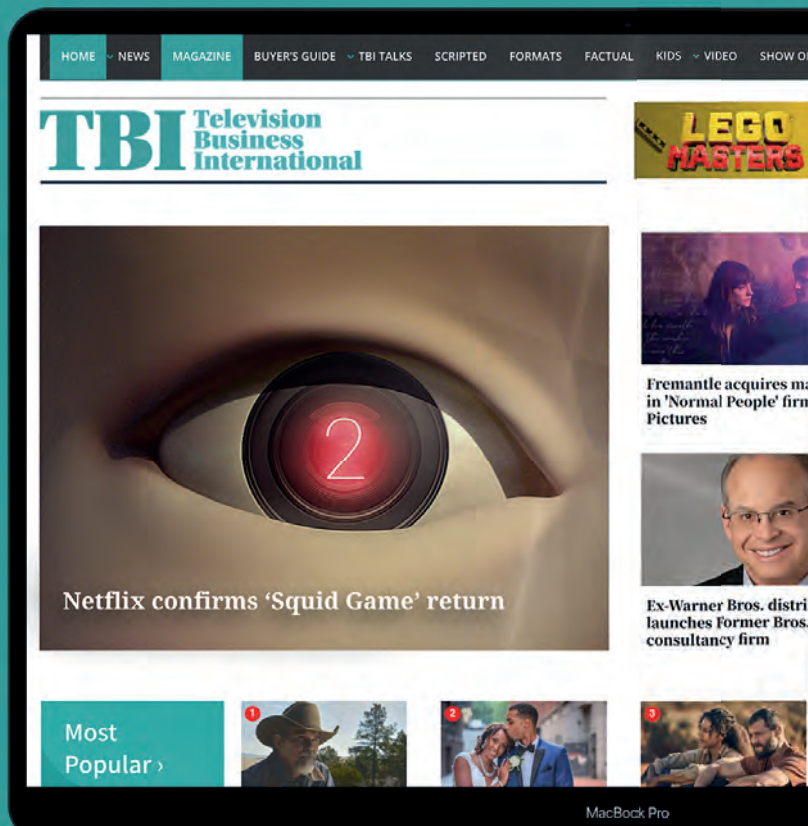 HOME NEWS MAGAZINE BUYER'S GUIDE TBI TALKS SCRIPTED FORMATS FACTUAL KIDS VIDEO SHOW OF
TBI Television
Business
International
LEGO
MASTERS
2
Netflix confirms ‘Squid Game’ return
Fremantle acquires ma
in 'Normal People' firm
Pictures
Ex-Warner Bros. distri
launches Former Bros.
consultancy firm
Most
Popular ›
1
2
3
MacBook Pro